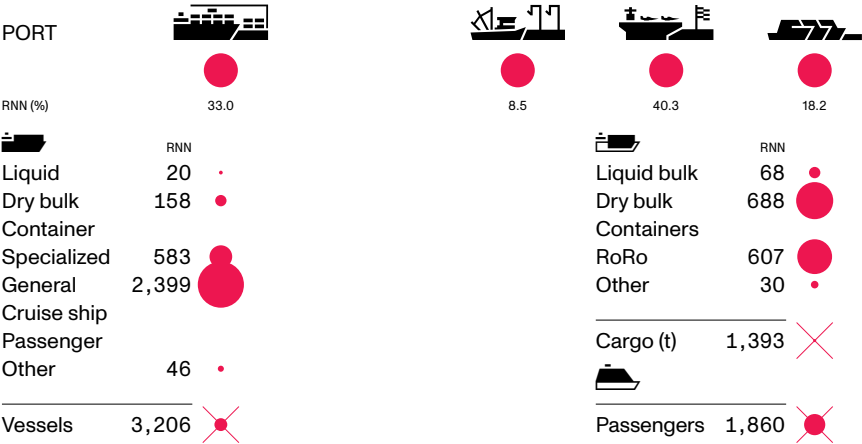 PORT
RNN (%) 33.0 8.5 40.3 18.2
RNN
Liquid 20
Dry bulk 158
Container
Specialized 583
General 2,399
Cruise ship
Passenger
Other 46
Vessels 3,206
RNN
Liquid bulk 68
Dry bulk 688
Containers
RoRo 607
Other 30
Cargo (t) 1,393
Passengers 1,860